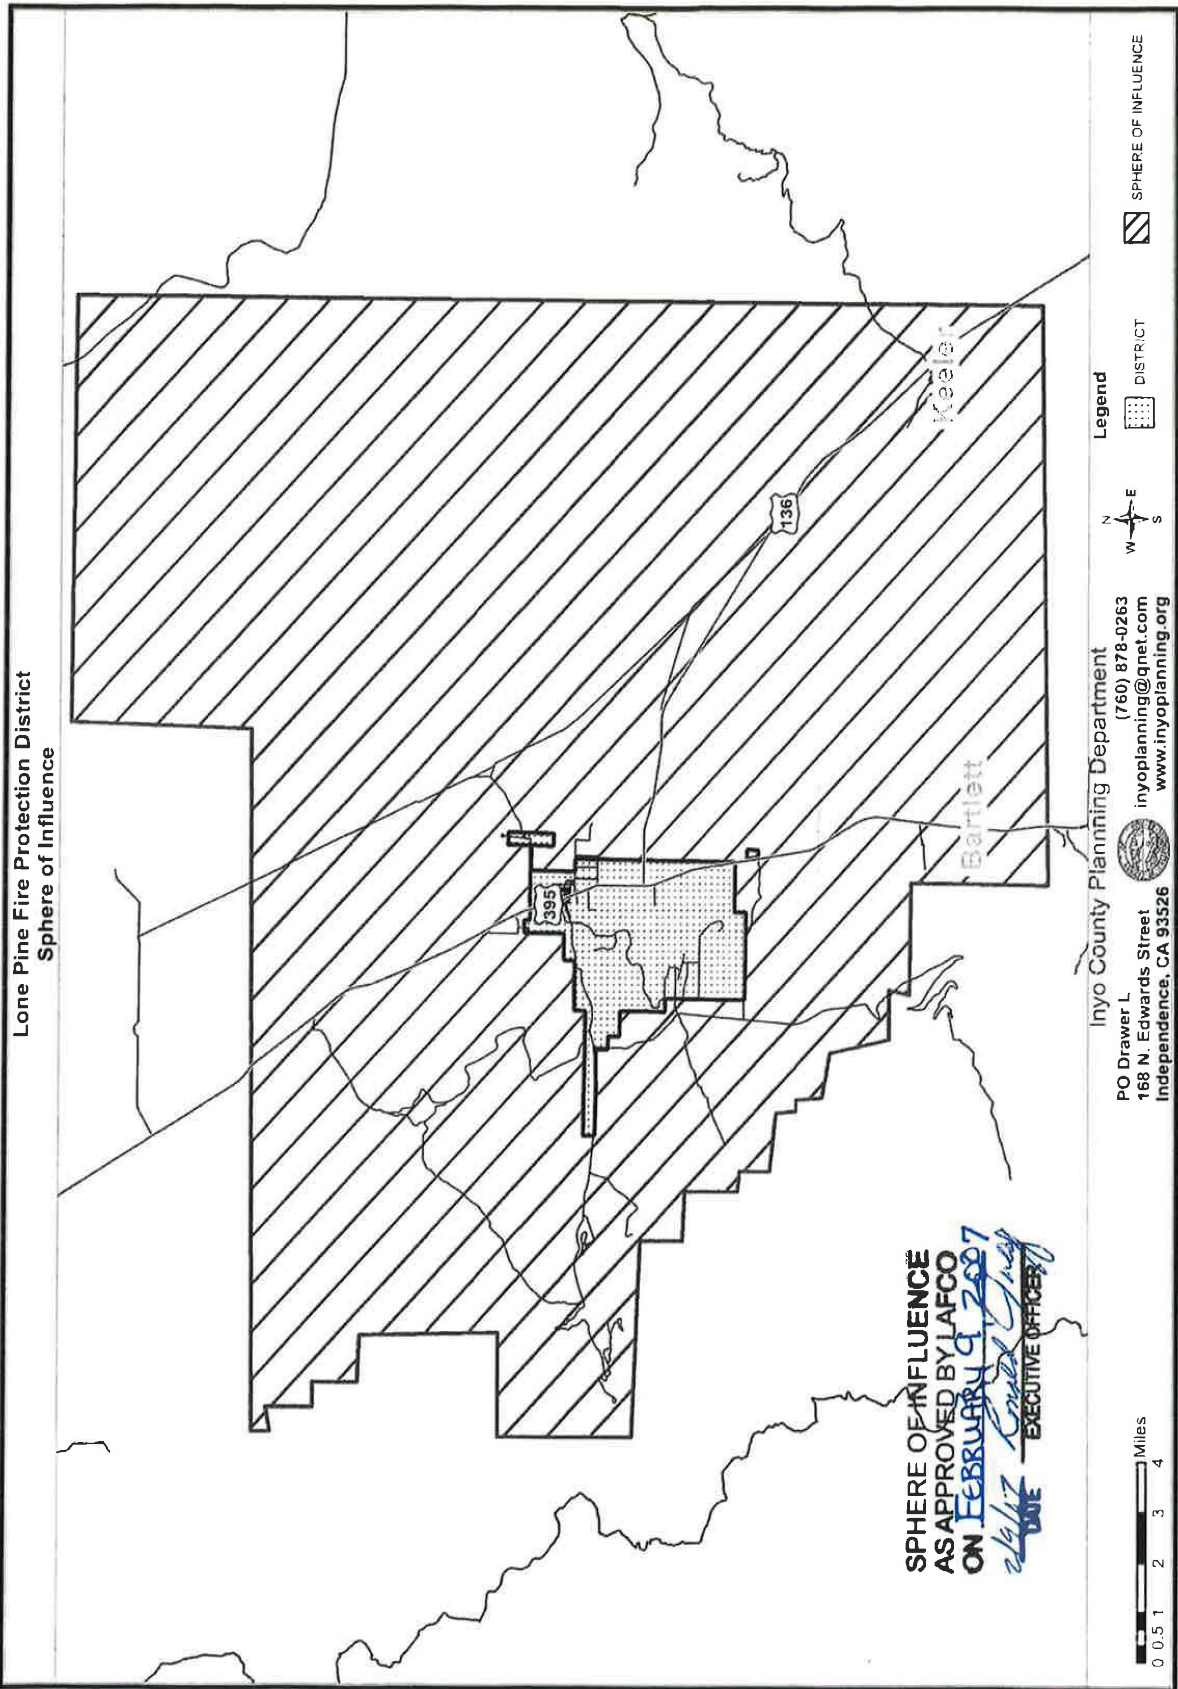 Lone Pine Fire Protection District
Sphere of Influence
395
136
Keeler
Bartlett
SPHERE OF INFLUENCE
AS APPROVED BY LAFCO
ON FEBRUARY 9, 2007
DATE
EXECUTIVE OFFICER
0 0.5 1 2 3 4
Miles
Inyo County Plannning Department
PO Drawer L
168 N. Edwards Street
Independence, CA 93526
(760) 878-0263
inyoplanning@qnet.com
www.inyoplanning.org
N
W E
S
Legend
DISTRICT
SPHERE OF INFLUENCE